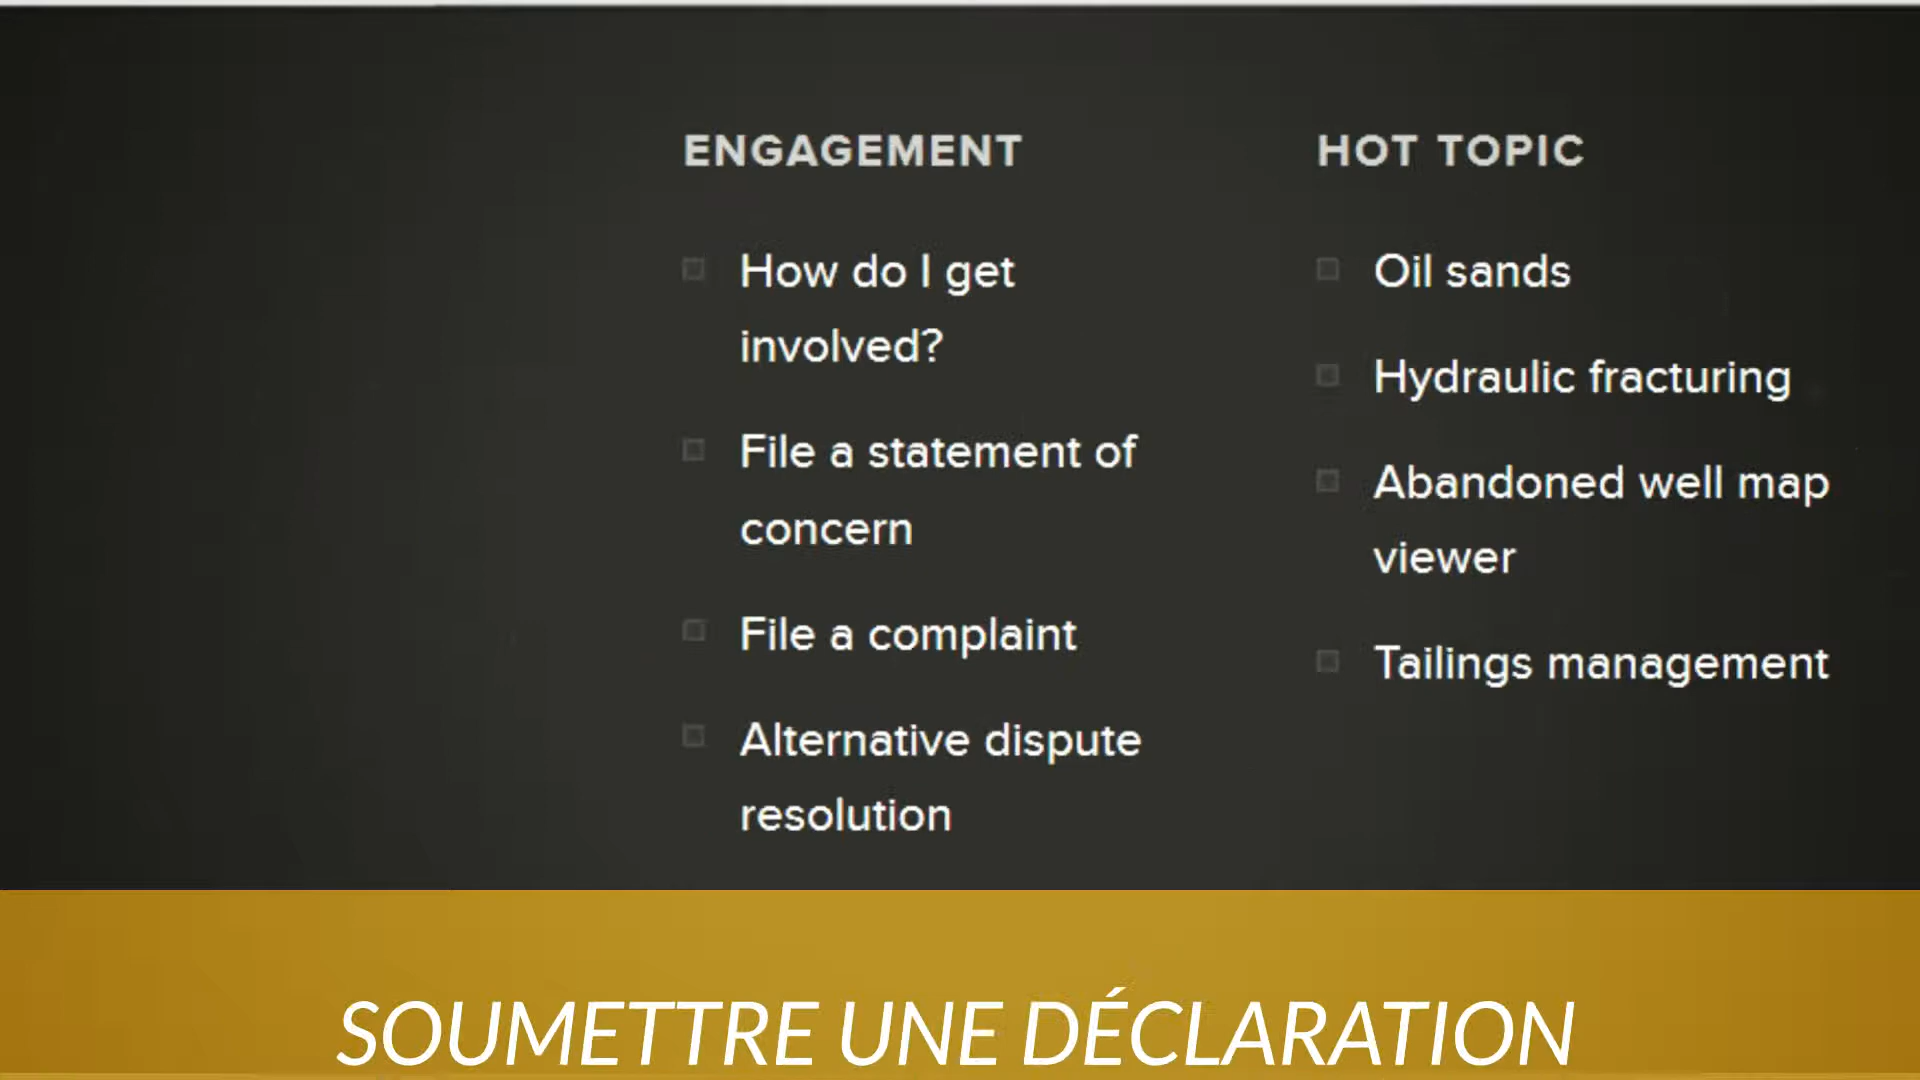 ENGAGEMENT
How do I get
involved?
File a statement of
concern
File a complaint
Alternative dispute
resolution
HOT TOPIC
Oil sands
Hydraulic fracturing
Abandoned well map
viewer
Tailings management
SOUMETTRE UNE DÉCLARATION